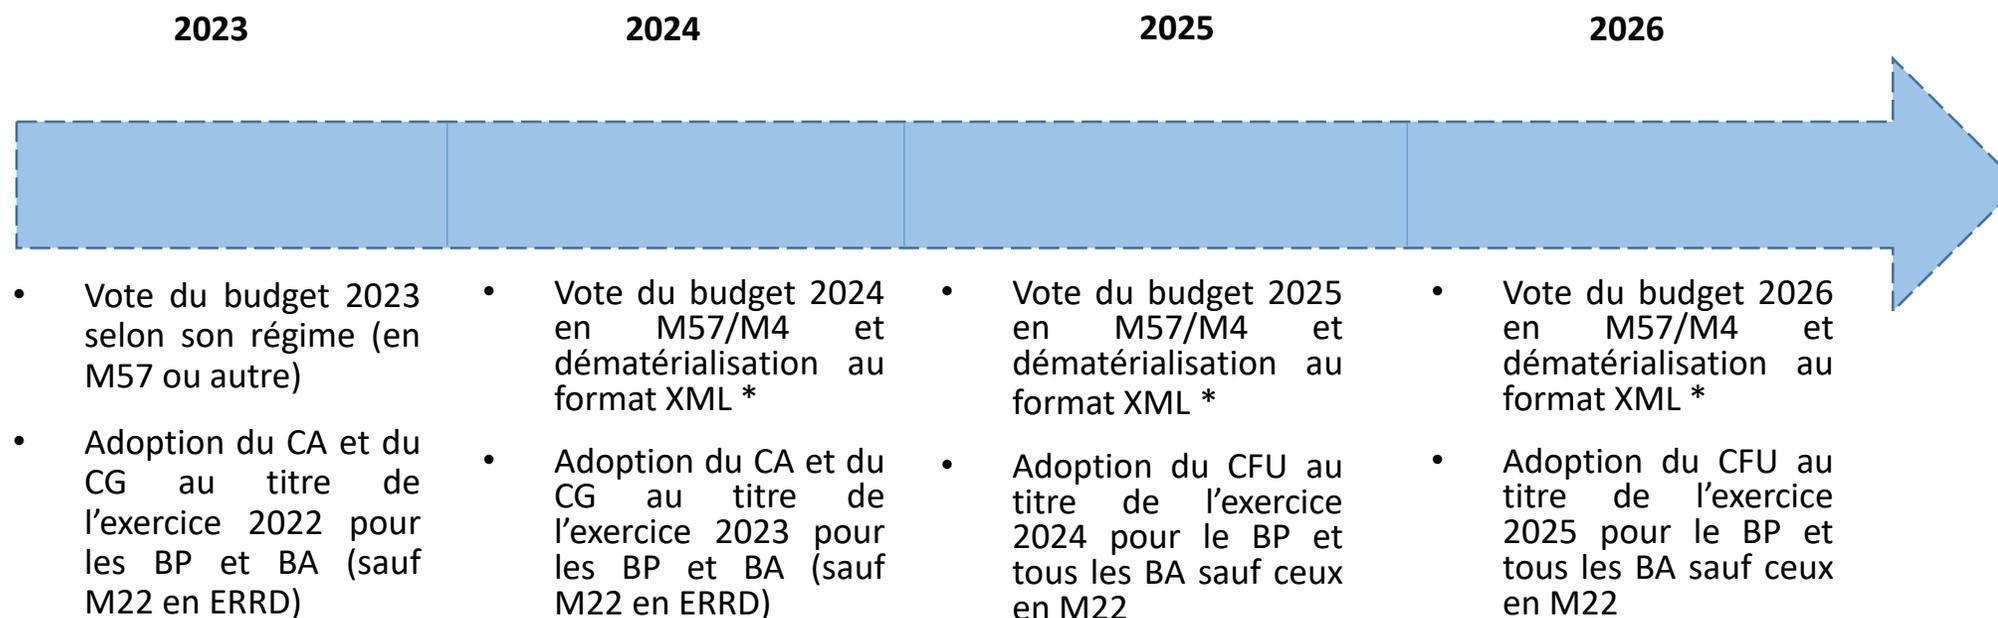 2023
2024
2025
2026
• Vote du budget 2023
selon son régime (en
M57 ou autre)
• Adoption du CA et du
CG au titre de
l’exercice 2022 pour
les BP et BA (sauf
M22 en ERRD)
• Vote du budget 2024
en M57/M4 et
dématérialisation au
format XML *
• Adoption du CA et du
CG au titre de
l’exercice 2023 pour
les BP et BA (sauf
M22 en ERRD)
• Vote du budget 2025
en M57/M4 et
dématérialisation au
format XML *
• Adoption du CFU au
titre de l’exercice
2024 pour le BP et
tous les BA sauf ceux
en M22
• Vote du budget 2026
en M57/M4 et
dématérialisation au
format XML *
• Adoption du CFU au
titre de l’exercice
2025 pour le BP et
tous les BA sauf ceux
en M22